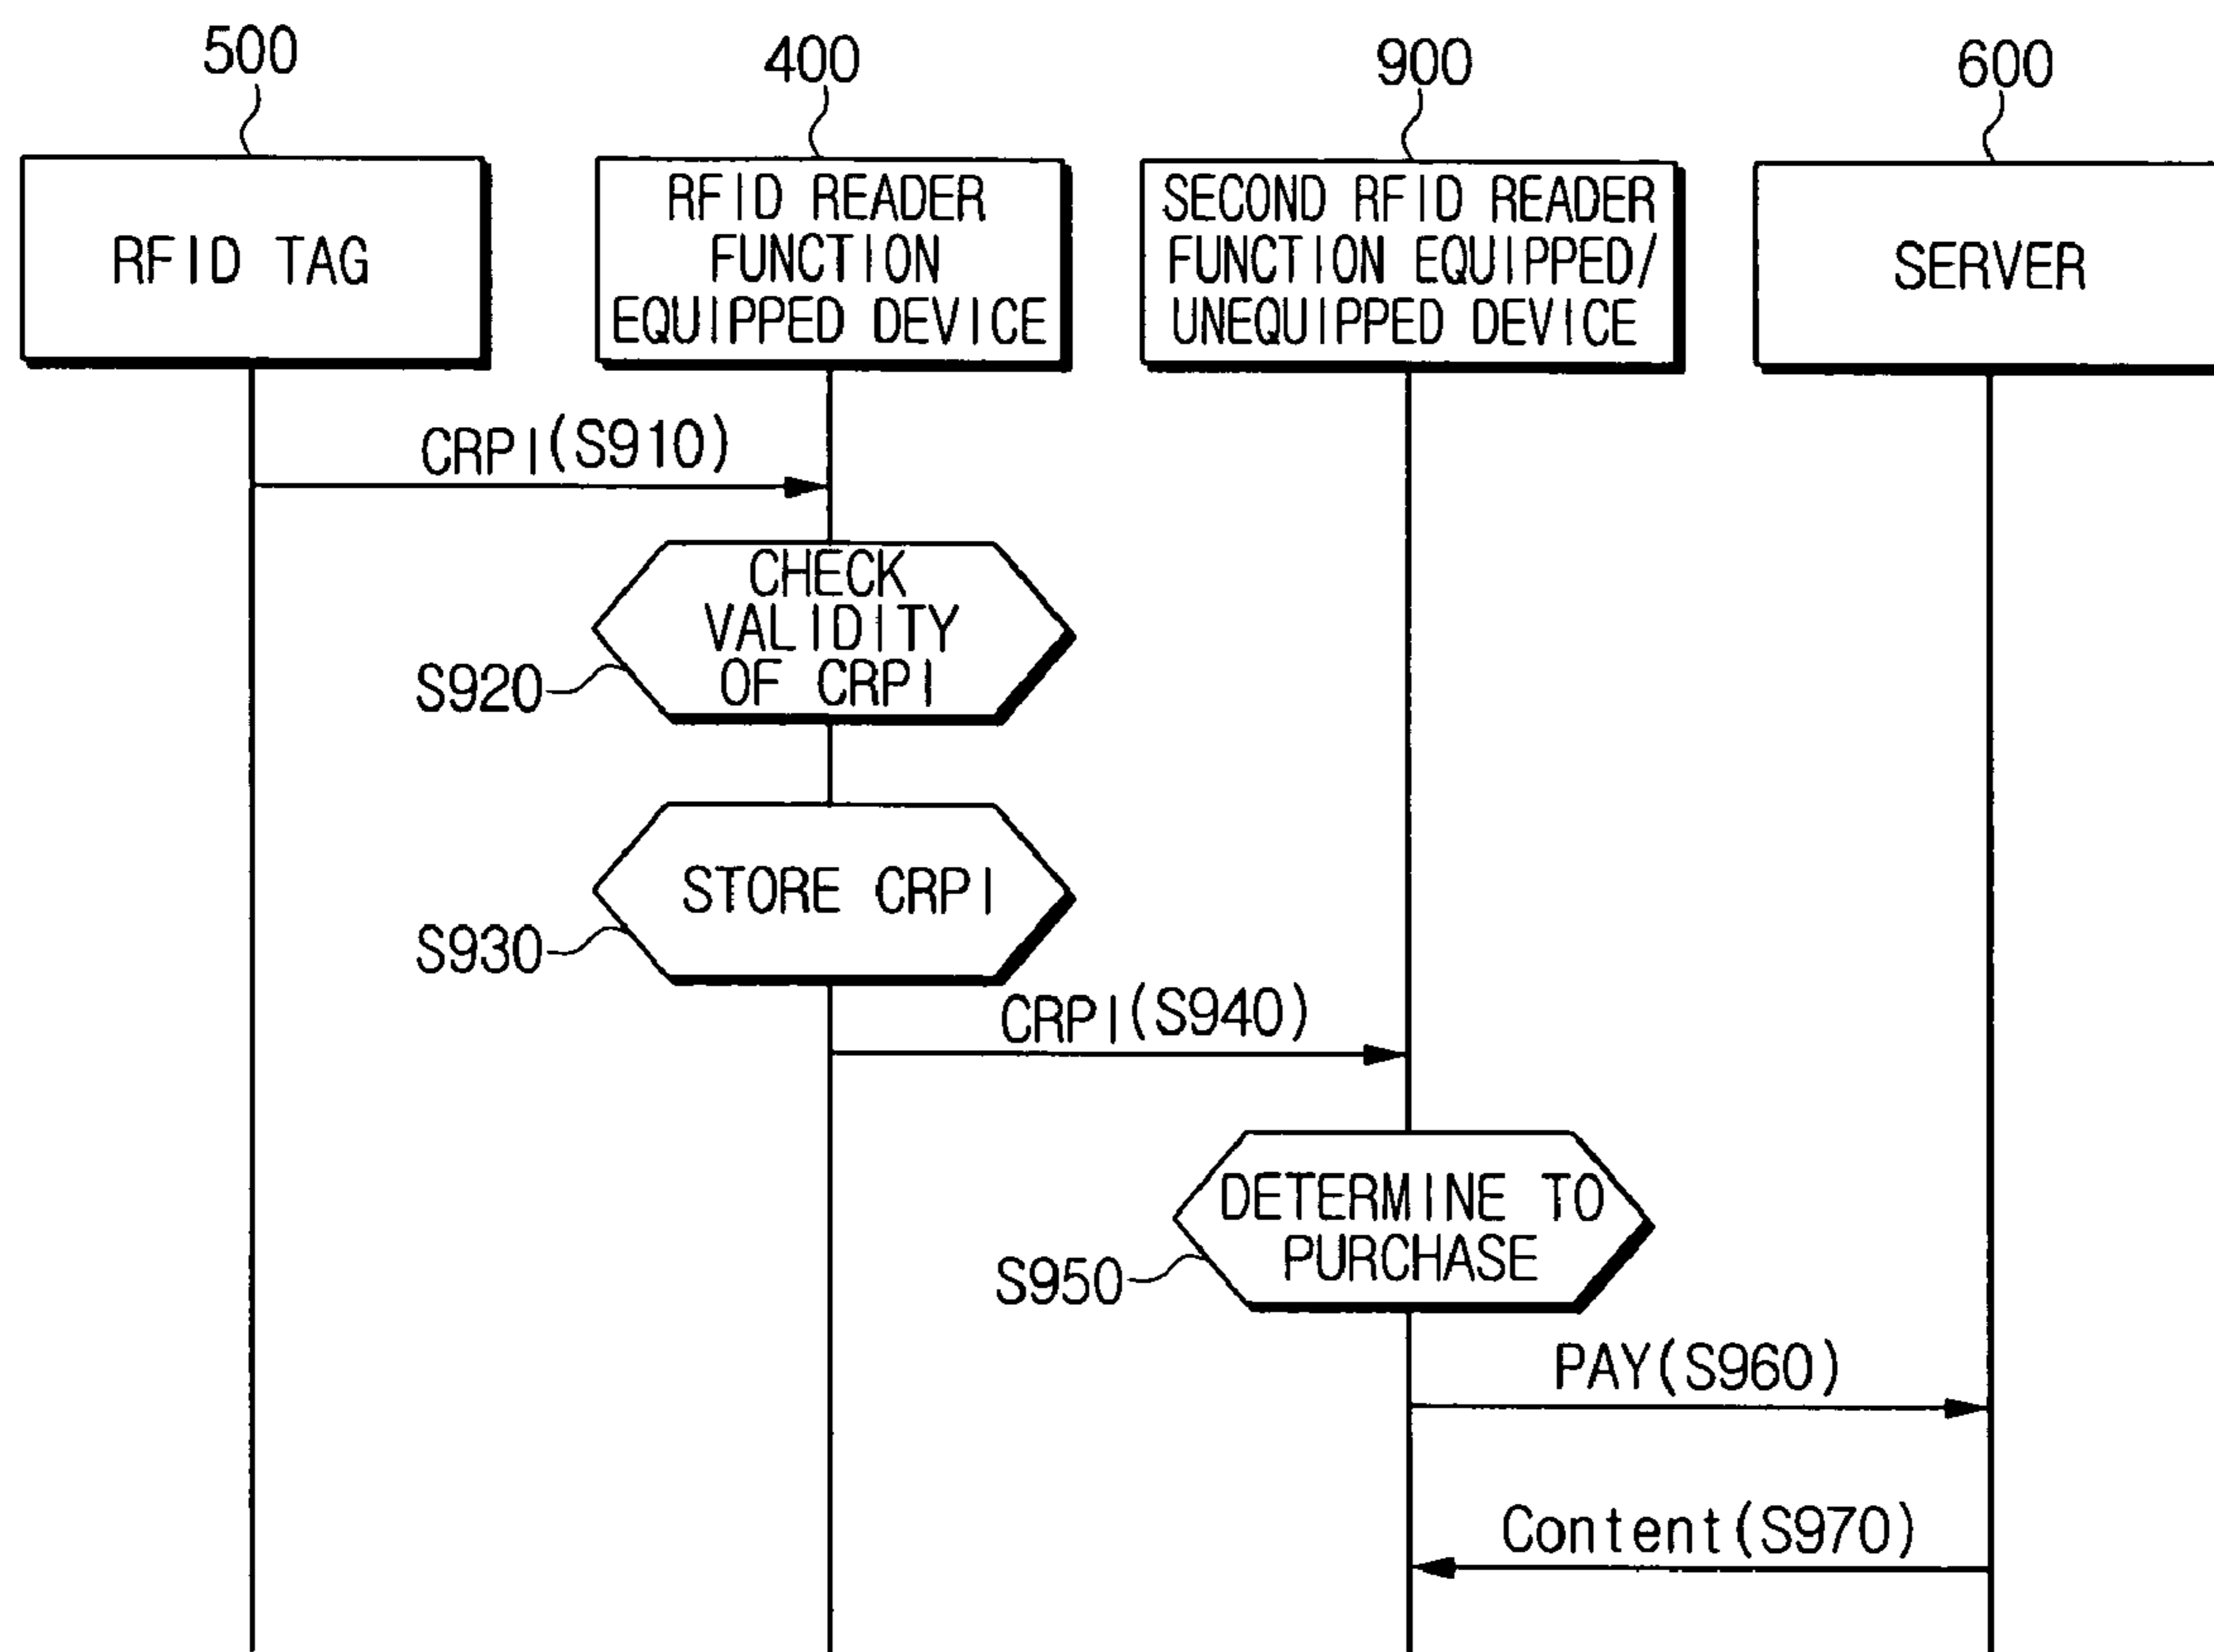 500
400
900
600
RFID TAG
RFID READER
FUNCTION
EQUIPPED DEVICE
SECOND RFID READER
FUNCTION EQUIPPED/
UNEQUIPPED DEVICE
SERVER
CRPI(S910)
CHECK
VALIDITY
OF CRPI
S920
STORE CRPI
S930
CRPI(S940)
DETERMINE TO
PURCHASE
S950
PAY(S960)
Content(S970)